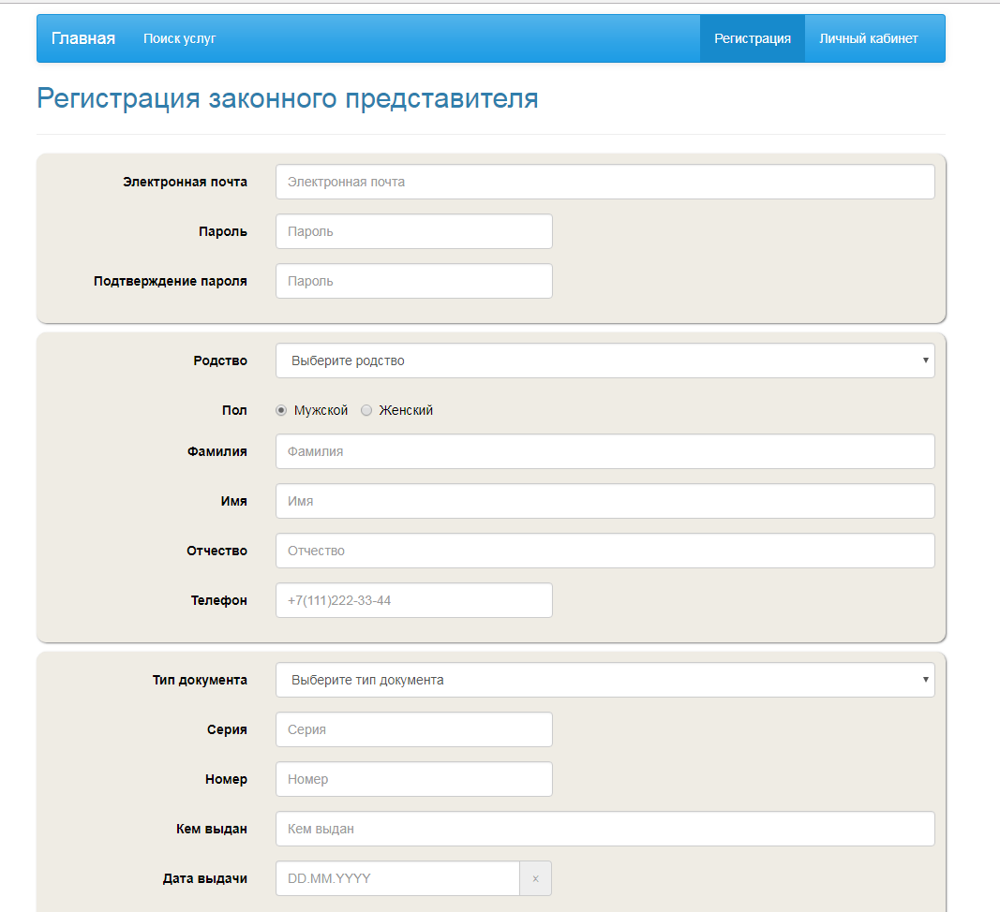 Главная Поиск услуг Регистрация Личный кабинет
Регистрация законного представителя
Электронная почта Электронная почта
Пароль Пароль
Подтверждение пароля Пароль
Родство Выберите родство
Пол Мужской Женский
Фамилия Фамилия
Имя Имя
Отчество Отчество
Телефон +7(111)222-33-44
Тип документа Выберите тип документа
Серия Серия
Номер Номер
Кем выдан Кем выдан
Дата выдачи DD.MM.YYYY ×